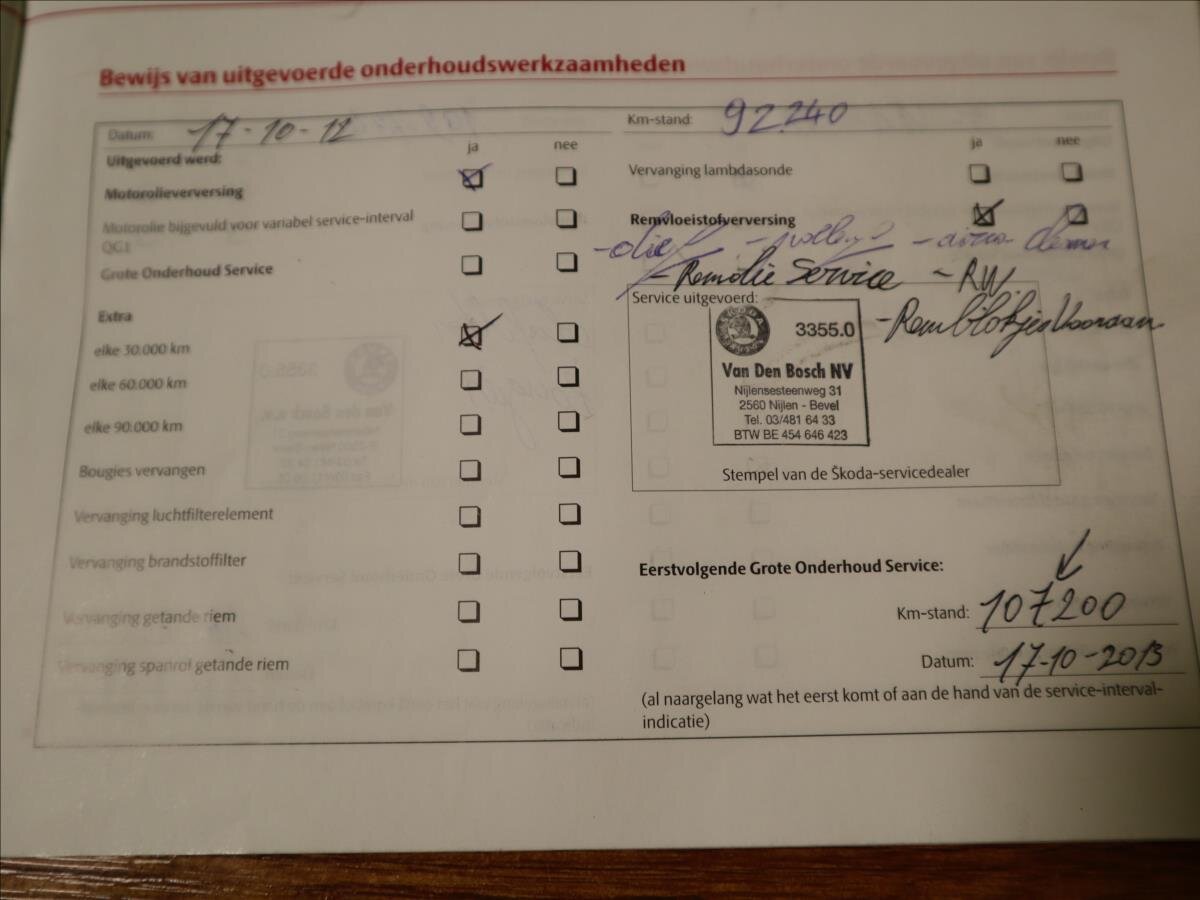 Bewijs van uitgevoerde onderhoudswerkzaamheden
Datum: 17-10-12
Km-stand: 92.240
Uitgevoerd werd:
ja nee
ja nee
Motorolieverversing
Vervanging lambdasonde
Motorolie bijgevuld voor variabel service-interval
QG1
Remvloeistofverversing
Grote Onderhoud Service
- Remolie Service - RW.
Extra
elke 30.000 km
elke 60.000 km
elke 90.000 km
Bougies vervangen
Vervanging luchtfilterelement
Vervanging brandstoffilter
Vervanging getande riem
Vervanging spanrol getande riem
Service uitgevoerd:
- Remblokjes Vooraan
SKODA
3355.0
Van Den Bosch NV
Nijlensesteenweg 31
2560 Nijlen - Bevel
Tel. 03/481 64 33
BTW BE 454 646 423
Stempel van de Škoda-servicedealer
Eerstvolgende Grote Onderhoud Service:
Km-stand: 107200
Datum: 17-10-2013
(al naargelang wat het eerst komt of aan de hand van de service-interval-
indicatie)